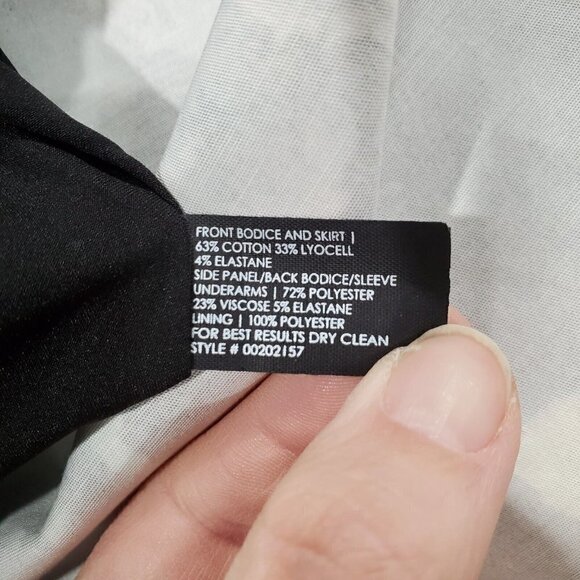 FRONT BODICE AND SKIRT |
63% COTTON 33% LYOCELL
4% ELASTANE
SIDE PANEL/BACK BODICE/SLEEVE
UNDERARMS | 72% POLYESTER
23% VISCOSE 5% ELASTANE
LINING | 100% POLYESTER
FOR BEST RESULTS DRY CLEAN
STYLE # 00202157